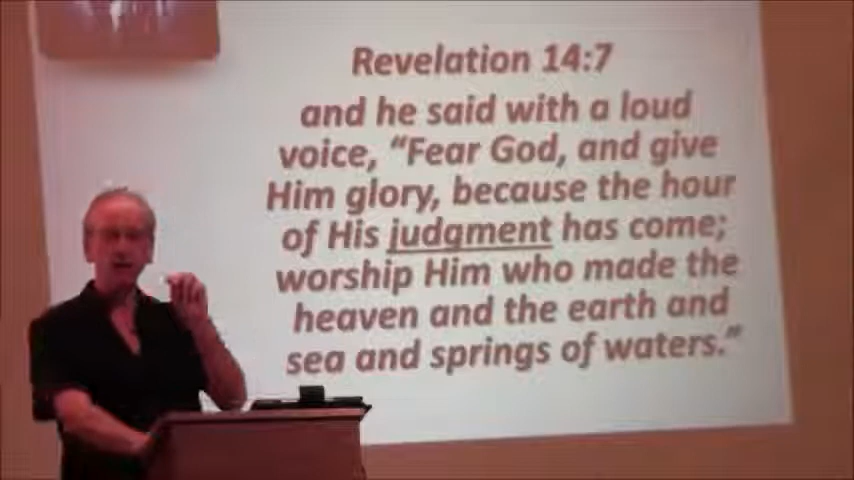 Revelation 14:7
and he said with a loud
voice, “Fear God, and give
Him glory, because the hour
of His judgment has come;
worship Him who made the
heaven and the earth and
sea and springs of waters.”